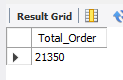 Result Grid
Total_Order
21350